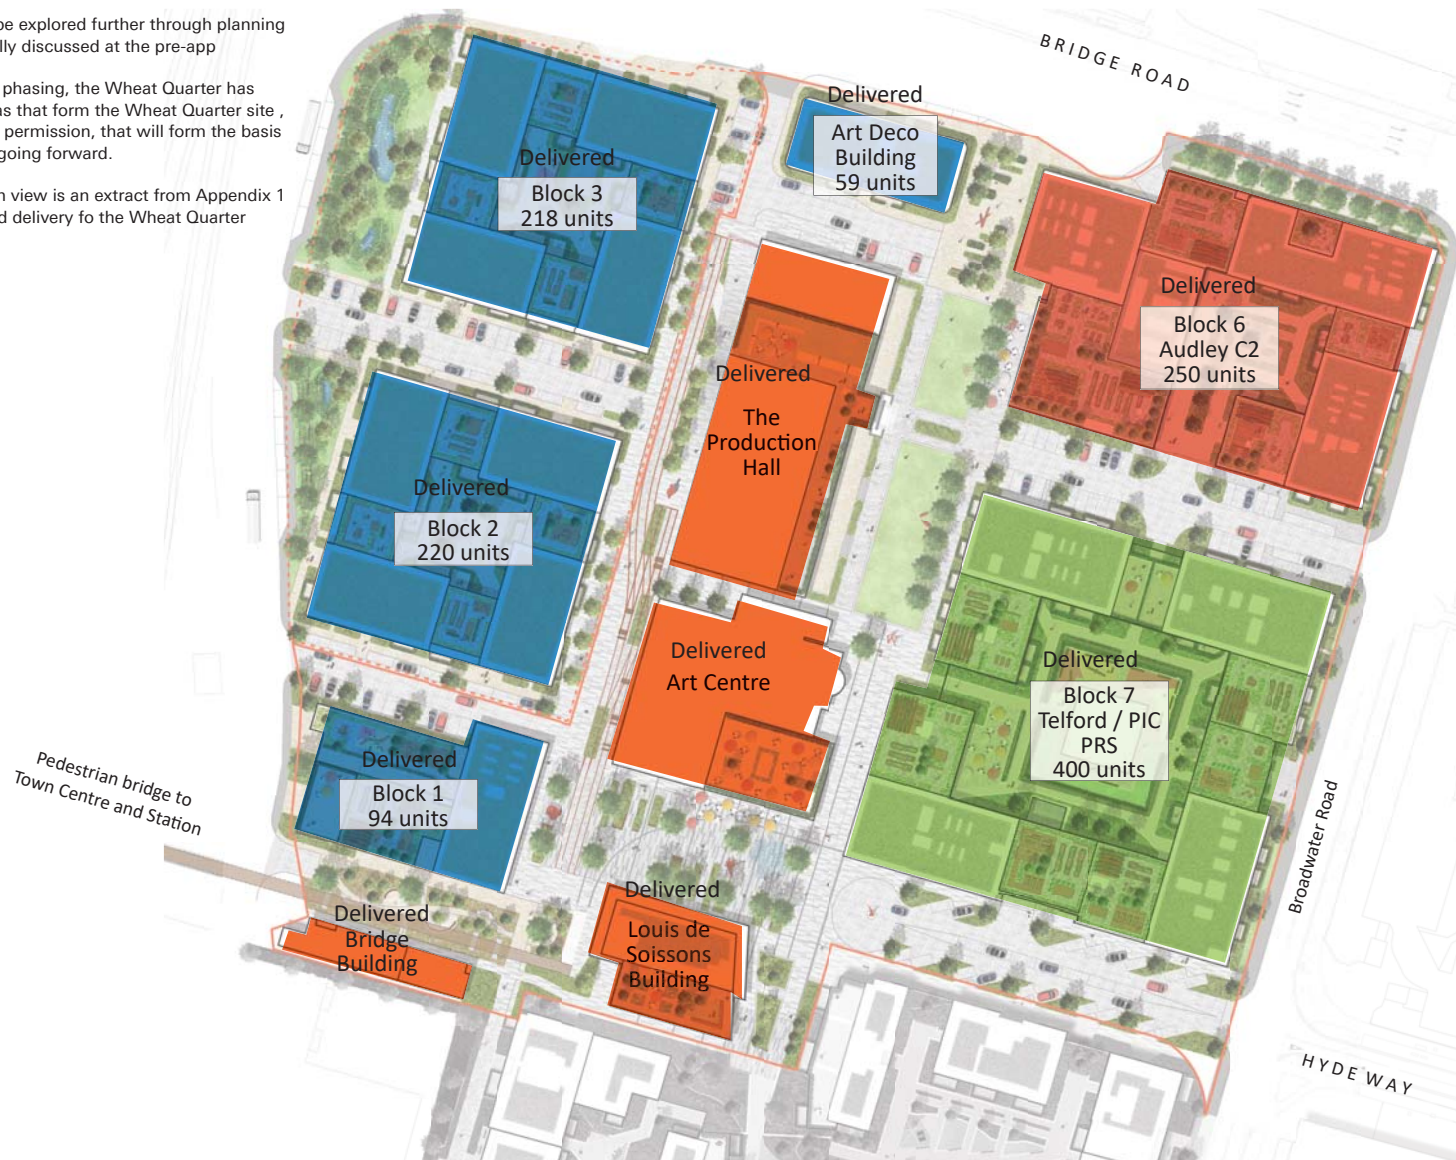 be explored further through planning
lly discussed at the pre-app
phasing, the Wheat Quarter has
as that form the Wheat Quarter site ,
permission, that will form the basis
going forward.
n view is an extract from Appendix 1
d delivery fo the Wheat Quarter
BRIDGE ROAD
Delivered
Art Deco
Building
59 units
Delivered
Block 3
218 units
Delivered
Block 6
Audley C2
250 units
Delivered
The
Production
Hall
Delivered
Block 2
220 units
Delivered
Art Centre
Delivered
Block 7
Telford / PIC
PRS
400 units
Delivered
Block 1
94 units
Pedestrian bridge to
Town Centre and Station
Broadwater Road
Delivered
Louis de
Soissons
Building
Delivered
Bridge
Building
HYDE WAY